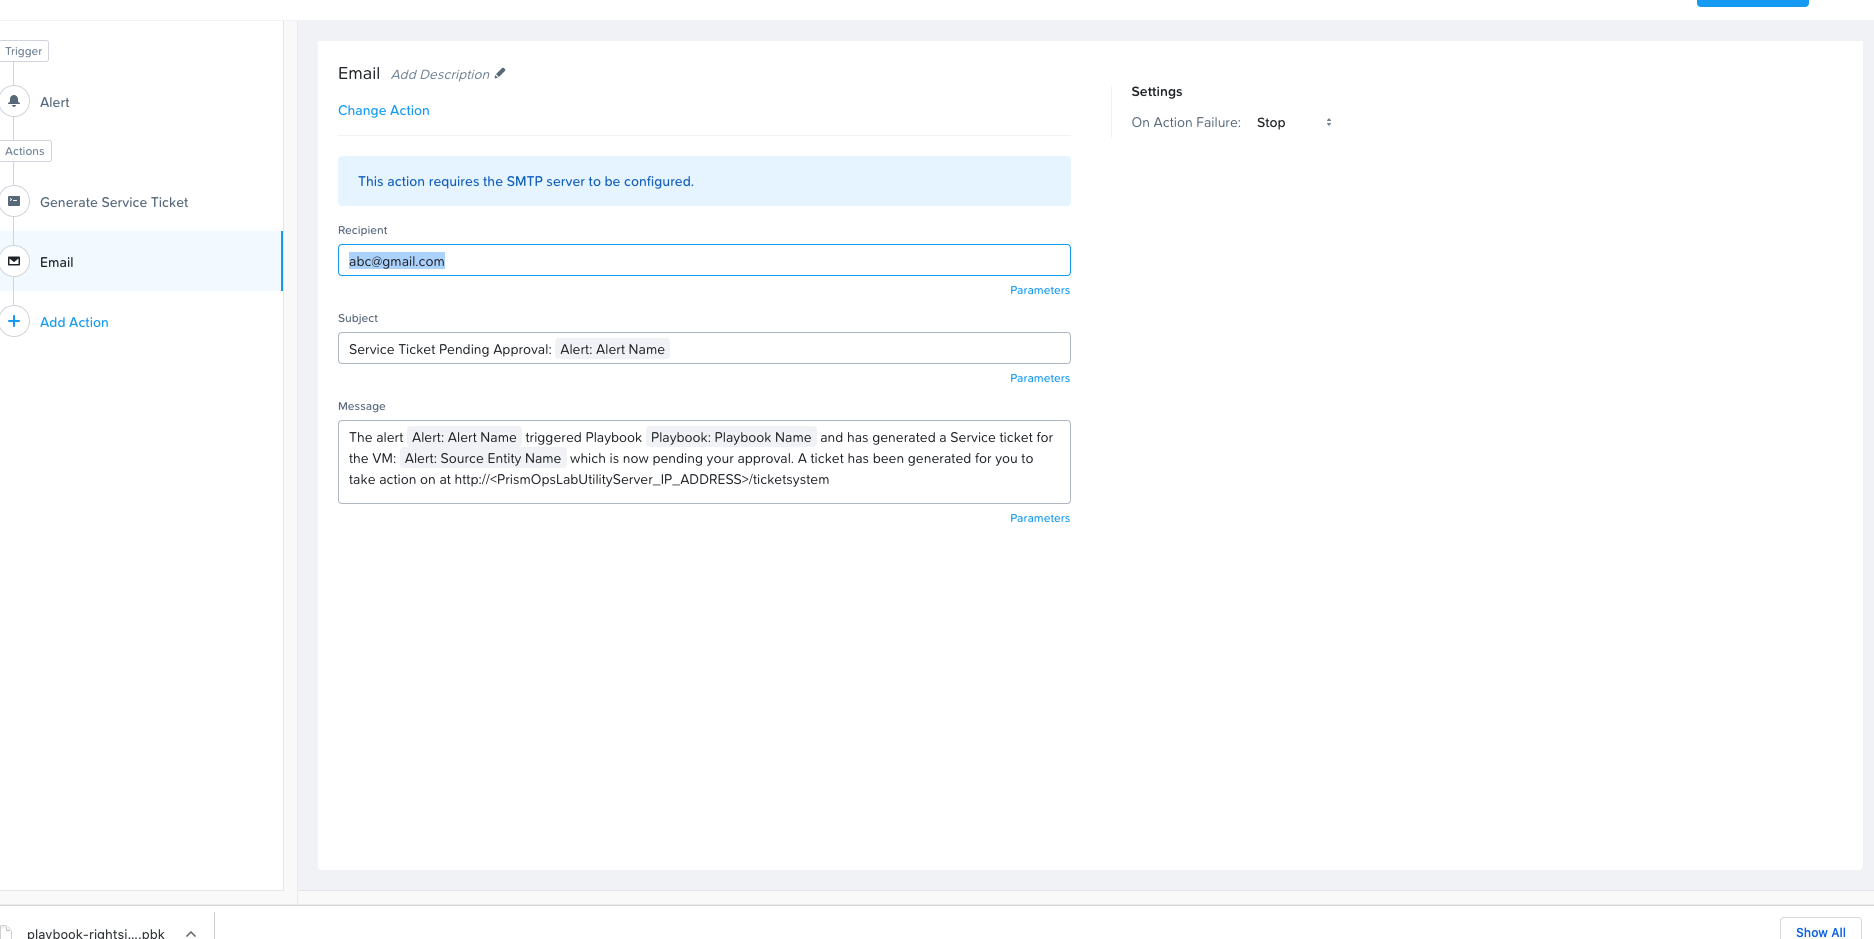 Trigger
Alert
Actions
Generate Service Ticket
Email
Add Action
Email Add Description
Change Action
This action requires the SMTP server to be configured.
Recipient
abc@gmail.com
Parameters
Subject
Service Ticket Pending Approval: Alert: Alert Name
Parameters
Message
The alert Alert: Alert Name triggered Playbook Playbook: Playbook Name and has generated a Service ticket for
the VM: Alert: Source Entity Name which is now pending your approval. A ticket has been generated for you to
take action on at http://<PrismOpsLabUtilityServer_IP_ADDRESS>/ticketsystem
Parameters
Settings
On Action Failure: Stop
playbook-rightsi....pbk
Show All